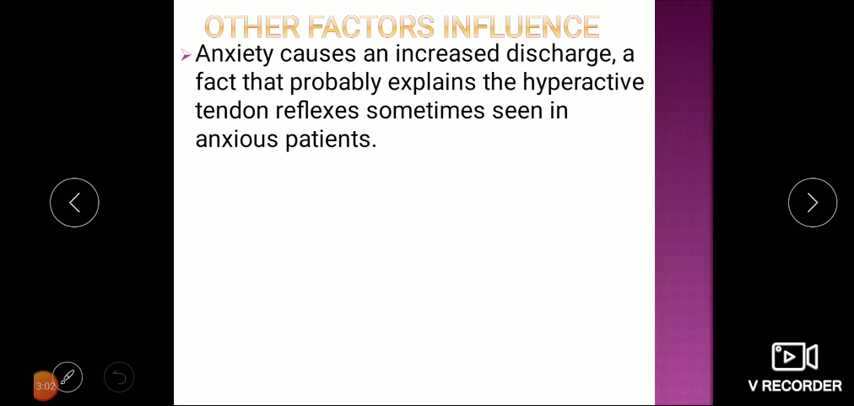 OTHER FACTORS INFLUENCE
➢ Anxiety causes an increased discharge, a
fact that probably explains the hyperactive
tendon reflexes sometimes seen in
anxious patients.
3:02
V RECORDER